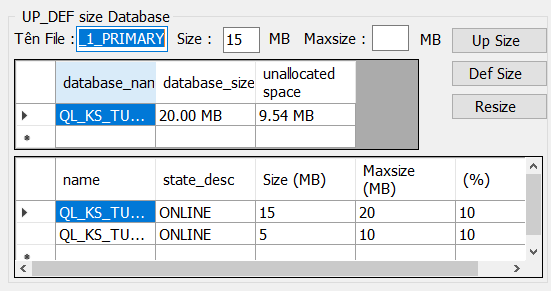 UP_DEF size Database
Tên File : _1_PRIMARY Size : 15 MB Maxsize : MB Up Size
Def Size
Resize
database_nan database_size unallocated space
QL_KS_TU... 20.00 MB 9.54 MB
name state_desc Size (MB) Maxsize (MB) (%)
QL_KS_TU... ONLINE 15 20 10
QL_KS_TU... ONLINE 5 10 10